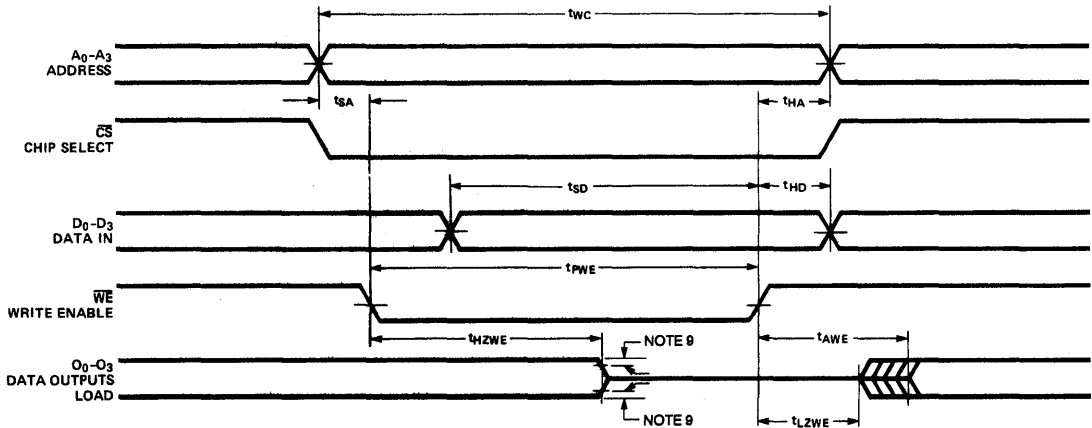 tWC
A0-A3
ADDRESS
tSA
tHA
CS
CHIP SELECT
tSD
tHD
D0-D3
DATA IN
tPWE
WE
WRITE ENABLE
tHZWE
NOTE 9
tAWE
O0-O3
DATA OUTPUTS
LOAD
NOTE 9
tLZWE